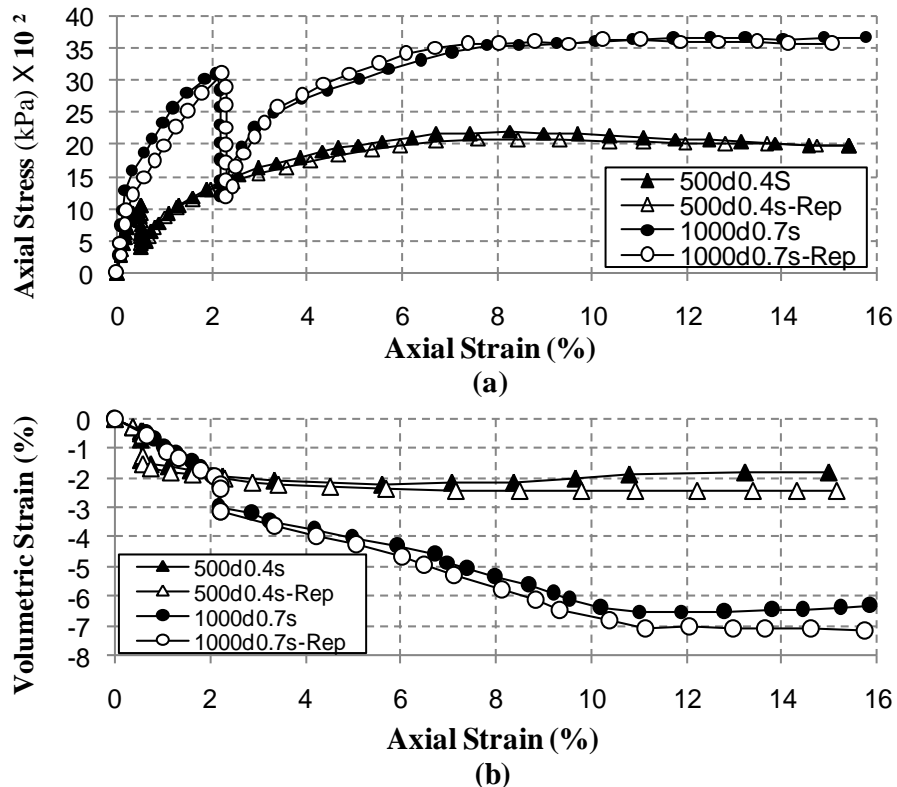 40
35
30
25
20
15
10
5
0
Axial Stress (kPa) X 10 ²
500d0.4S
500d0.4s-Rep
1000d0.7s
1000d0.7s-Rep
0 2 4 6 8 10 12 14 16
Axial Strain (%)
(a)
0
-1
-2
-3
-4
-5
-6
-7
-8
Volumetric Strain (%)
500d0.4s
500d0.4s-Rep
1000d0.7s
1000d0.7s-Rep
0 2 4 6 8 10 12 14 16
Axial Strain (%)
(b)